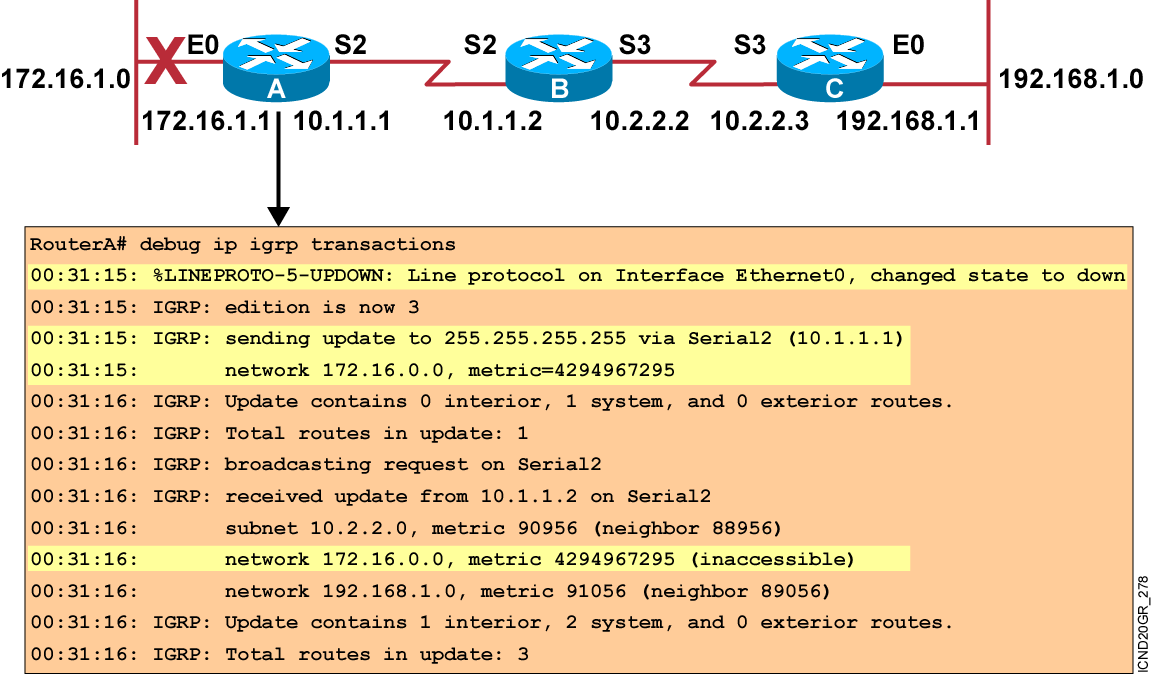 E0 S2 S2 S3 S3 E0
172.16.1.0 A B C 192.168.1.0
172.16.1.1 10.1.1.1 10.1.1.2 10.2.2.2 10.2.2.3 192.168.1.1
RouterA# debug ip igrp transactions
00:31:15: %LINEPROTO-5-UPDOWN: Line protocol on Interface Ethernet0, changed state to down
00:31:15: IGRP: edition is now 3
00:31:15: IGRP: sending update to 255.255.255.255 via Serial2 (10.1.1.1)
00:31:15: network 172.16.0.0, metric=4294967295
00:31:16: IGRP: Update contains 0 interior, 1 system, and 0 exterior routes.
00:31:16: IGRP: Total routes in update: 1
00:31:16: IGRP: broadcasting request on Serial2
00:31:16: IGRP: received update from 10.1.1.2 on Serial2
00:31:16: subnet 10.2.2.0, metric 90956 (neighbor 88956)
00:31:16: network 172.16.0.0, metric 4294967295 (inaccessible)
00:31:16: network 192.168.1.0, metric 91056 (neighbor 89056)
00:31:16: IGRP: Update contains 1 interior, 2 system, and 0 exterior routes.
00:31:16: IGRP: Total routes in update: 3
ICND20GR_278